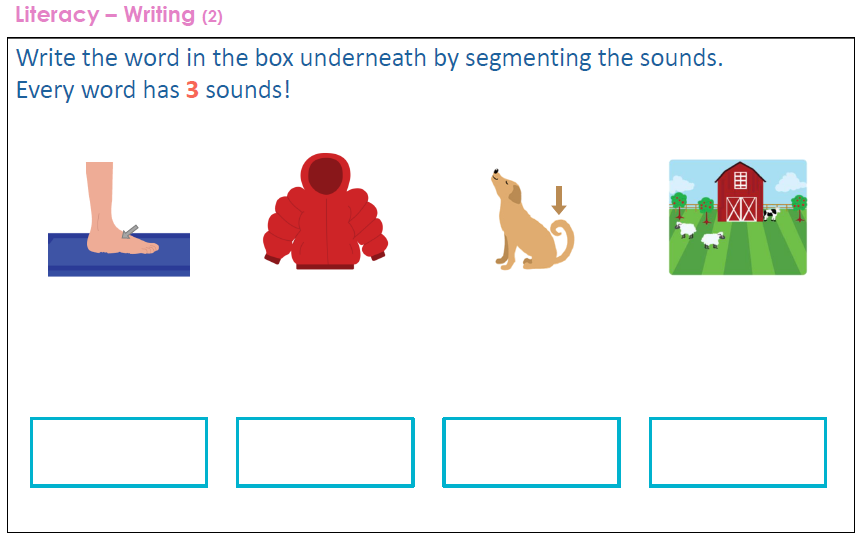 Literacy – Writing (2)
Write the word in the box underneath by segmenting the sounds.
Every word has 3 sounds!